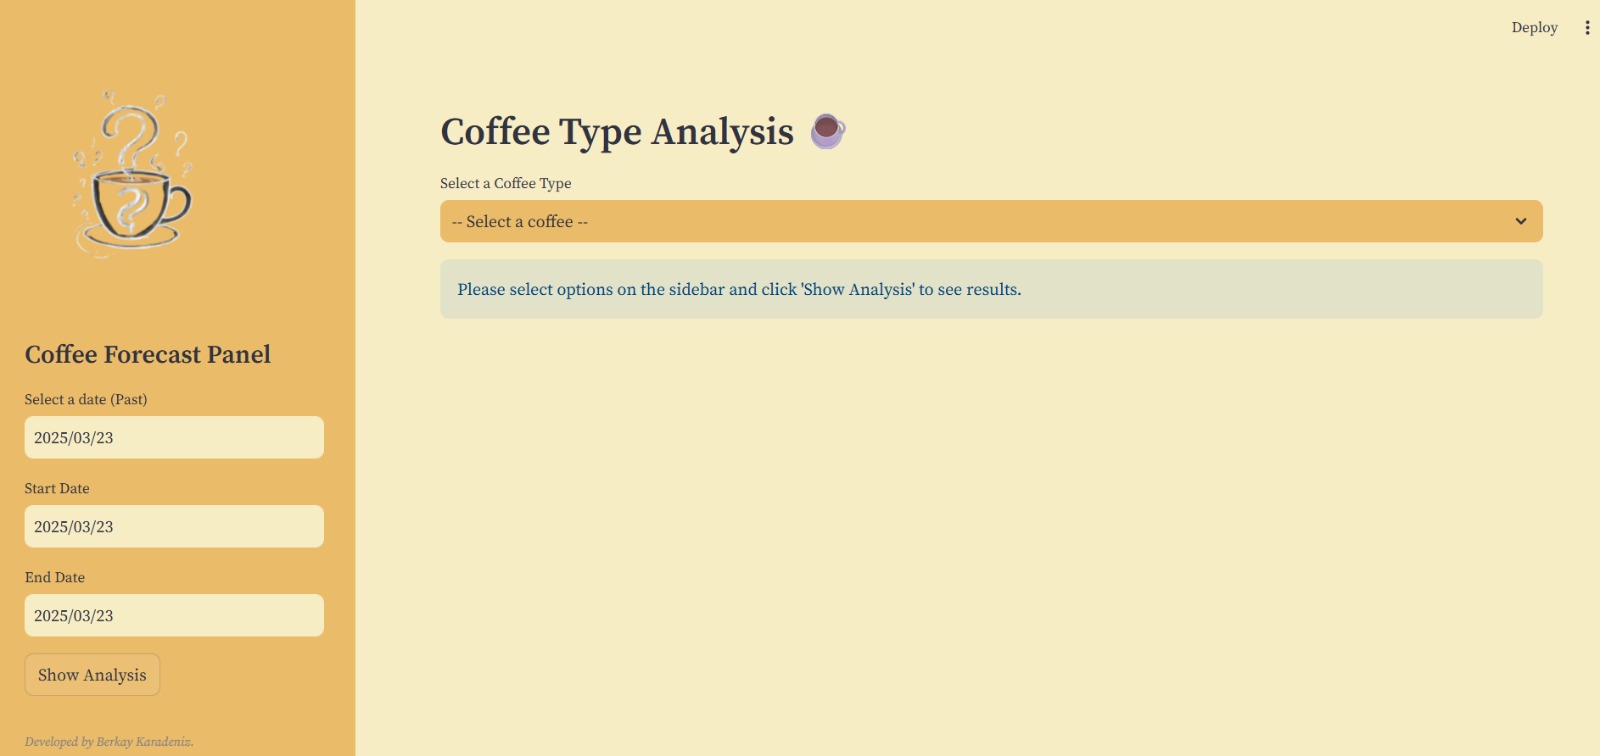 Deploy
Coffee Type Analysis
Select a Coffee Type
-- Select a coffee --
Please select options on the sidebar and click 'Show Analysis' to see results.
Coffee Forecast Panel
Select a date (Past)
2025/03/23
Start Date
2025/03/23
End Date
2025/03/23
Show Analysis
Developed by Berkay Karadeniz.